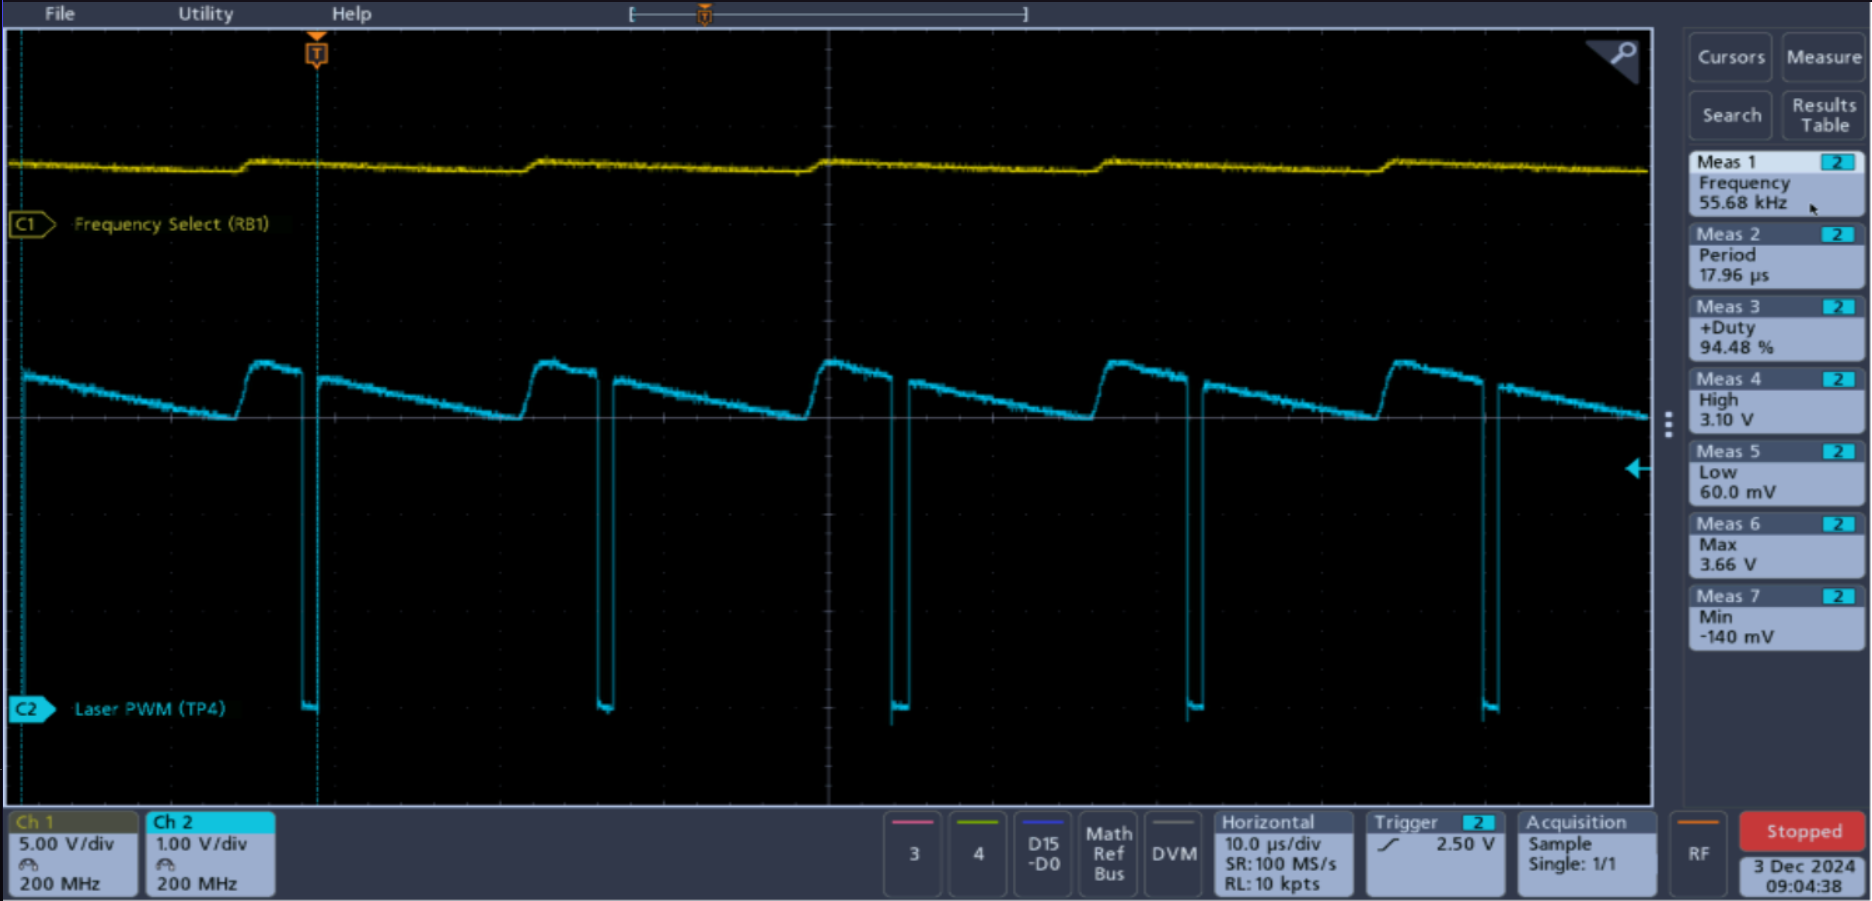 File Utility Help
[ T ]
T
Cursors Measure
Search Results
Table
Meas 1 2
Frequency
55.68 kHz
Meas 2 2
Period
17.96 µs
Meas 3 2
+Duty
94.48 %
Meas 4 2
High
3.10 V
Meas 5 2
Low
60.0 mV
Meas 6 2
Max
3.66 V
Meas 7 2
Min
-140 mV
C1 Frequency Select (RB1)
C2 Laser PWM (TP4)
Ch 1
5.00 V/div
200 MHz
Ch 2
1.00 V/div
200 MHz
3
4
D15
-D0
Math
Ref
Bus
DVM
Horizontal
10.0 µs/div
SR: 100 MS/s
RL: 10 kpts
Trigger 2
2.50 V
Acquisition
Sample
Single: 1/1
RF
Stopped
3 Dec 2024
09:04:38